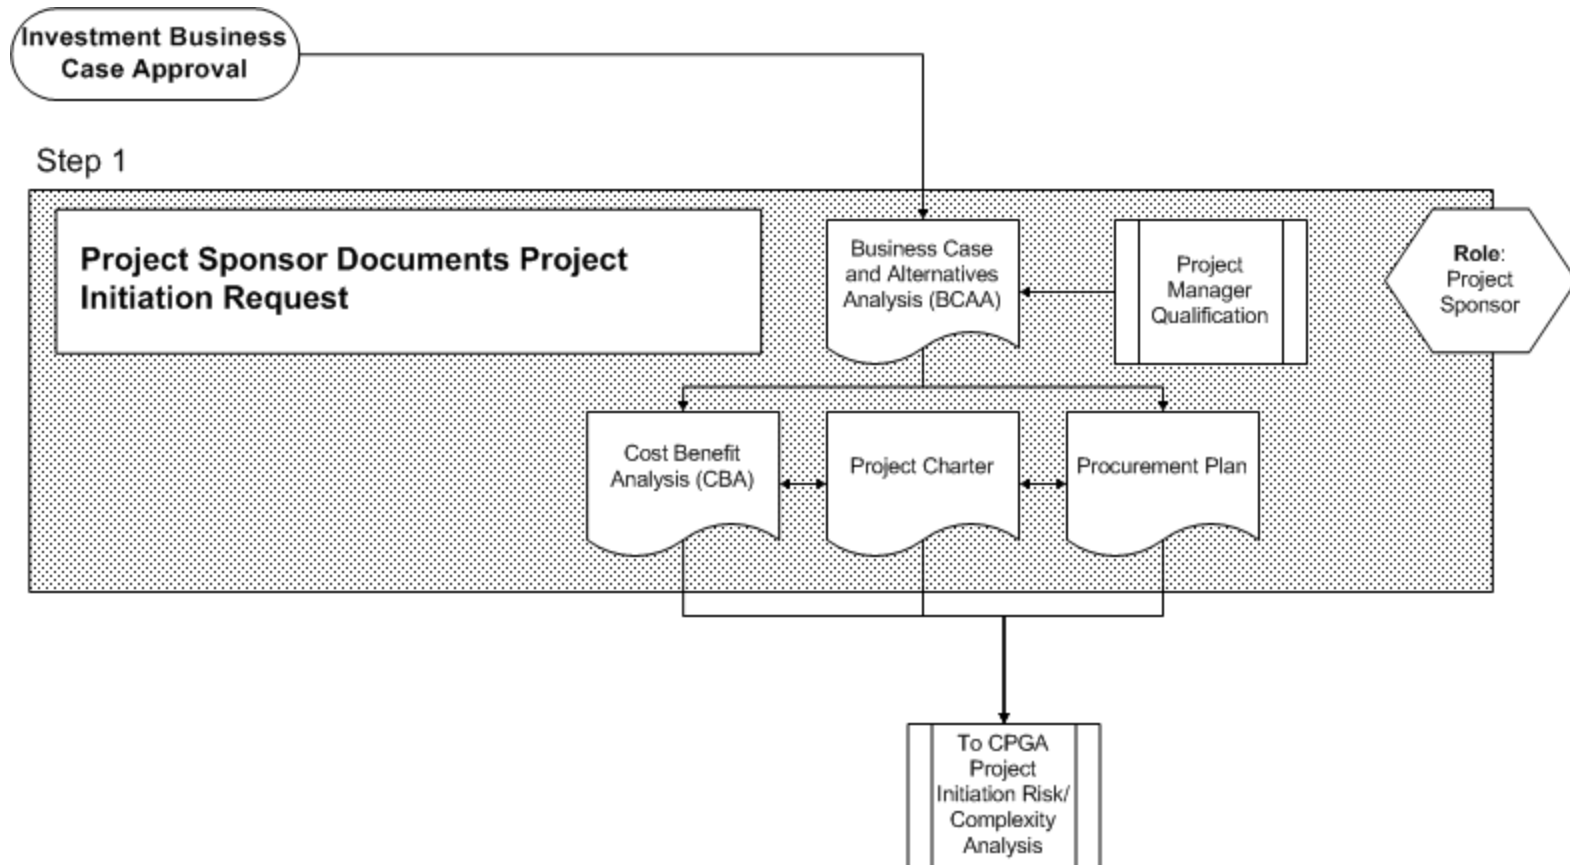 Investment Business
Case Approval
Step 1
Project Sponsor Documents Project
Initiation Request
Business Case
and Alternatives
Analysis (BCAA)
Project
Manager
Qualification
Role:
Project
Sponsor
Cost Benefit
Analysis (CBA)
Project Charter
Procurement Plan
To CPGA
Project
Initiation Risk/
Complexity
Analysis